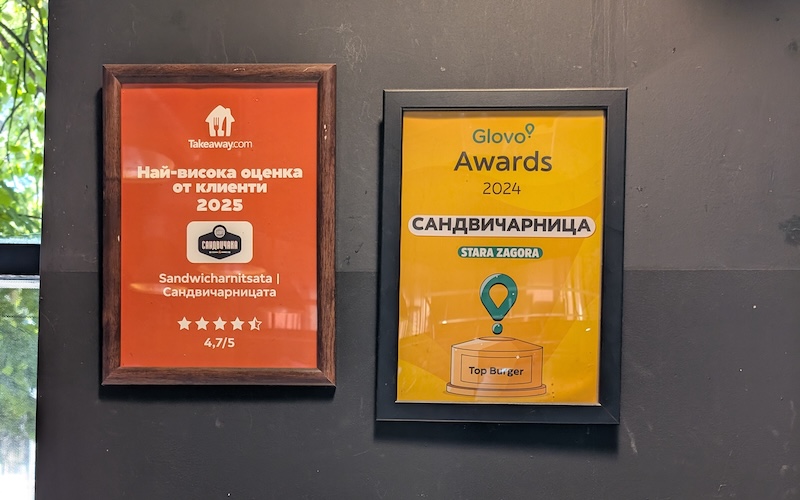 Takeaway.com
Най-висока оценка
от клиенти
2025
Sandwicharnitsata |
Сандвичарницата
4,7/5
Glovo
Awards
2024
САНДВИЧАРНИЦА
STARA ZAGORA
Top Burger